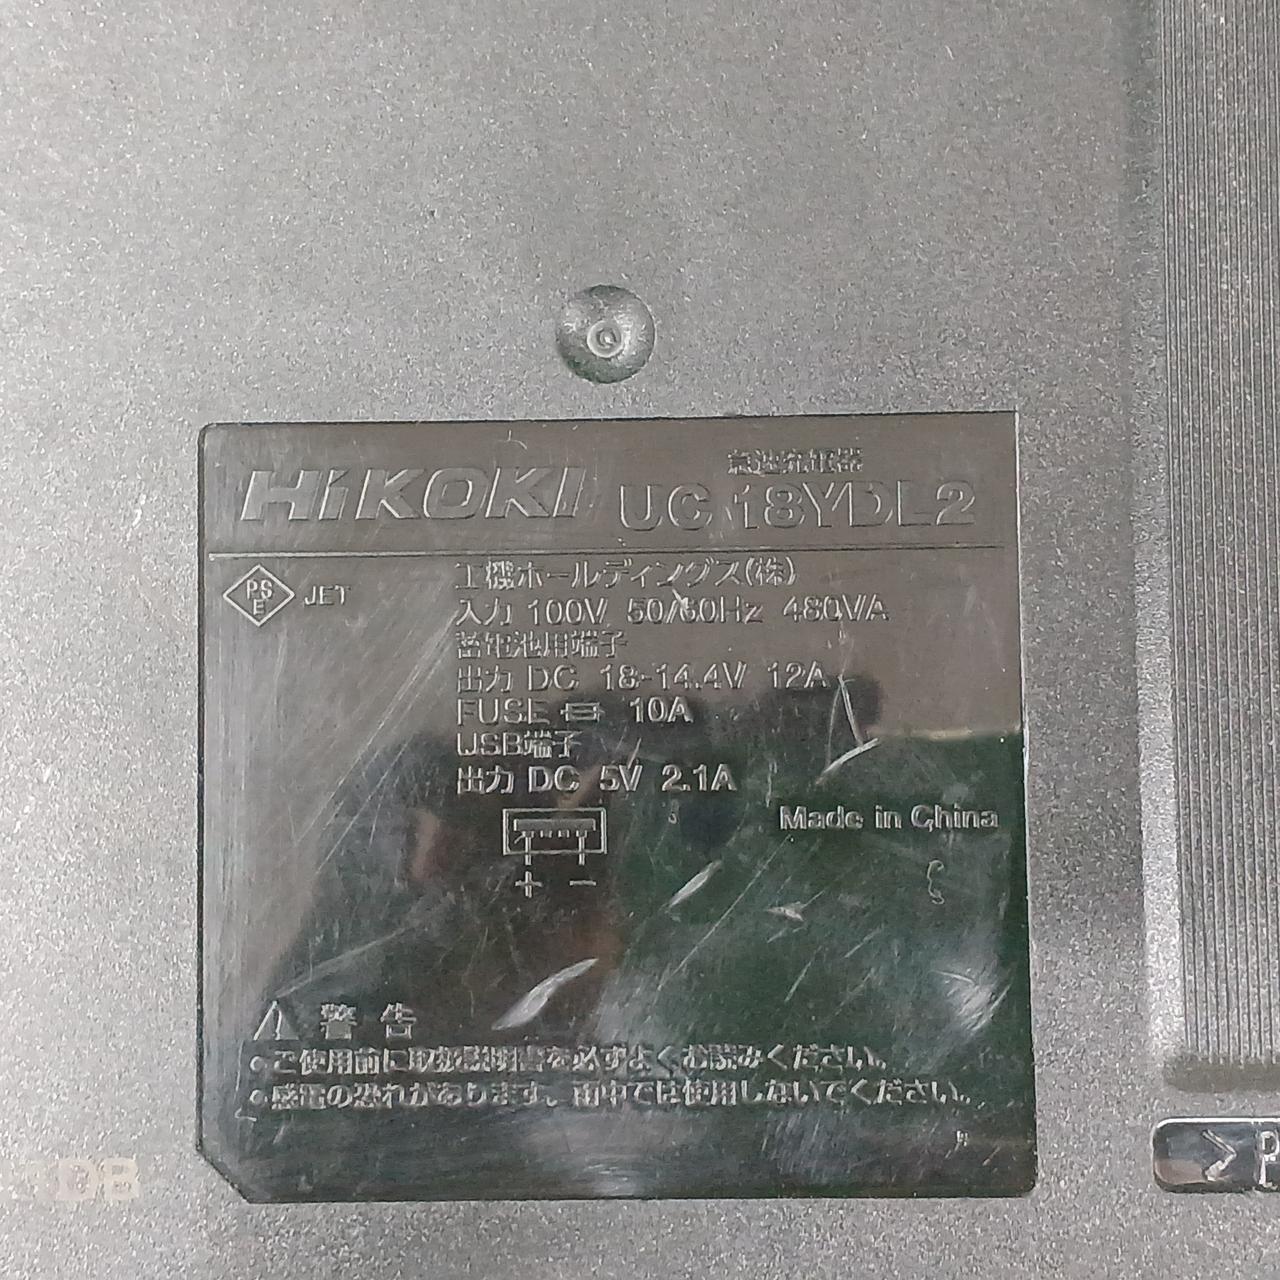 HiKOKI
急速充電器
UC 18YDL2
PS
E
JET
工機ホールディングス(株)
入力 100V 50/60Hz 480VA
蓄電池用端子
出力 DC 18-14.4V 12A
FUSE 10A
USB端子
出力 DC 5V 2.1A
Made in China
+ −
⚠ 警 告
・ご使用前に取扱説明書を必ずよくお読みください。
・感電の恐れがあります。雨中では使用しないでください。
>P